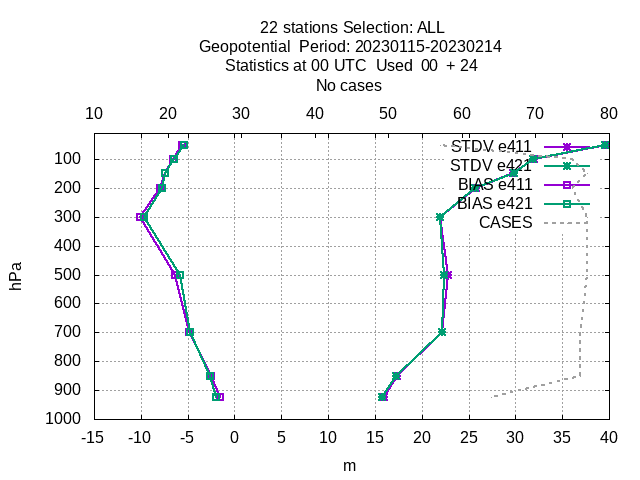 22 stations Selection: ALL
Geopotential  Period: 20230115-20230214
Statistics at 00 UTC  Used  00  + 24
No cases
10 20 30 40 50 60 70 80
STDV e411
STDV e421
BIAS e411
BIAS e421
CASES
100
200
300
400
500
600
700
800
900
1000
hPa
-15 -10 -5 0 5 10 15 20 25 30 35 40
m